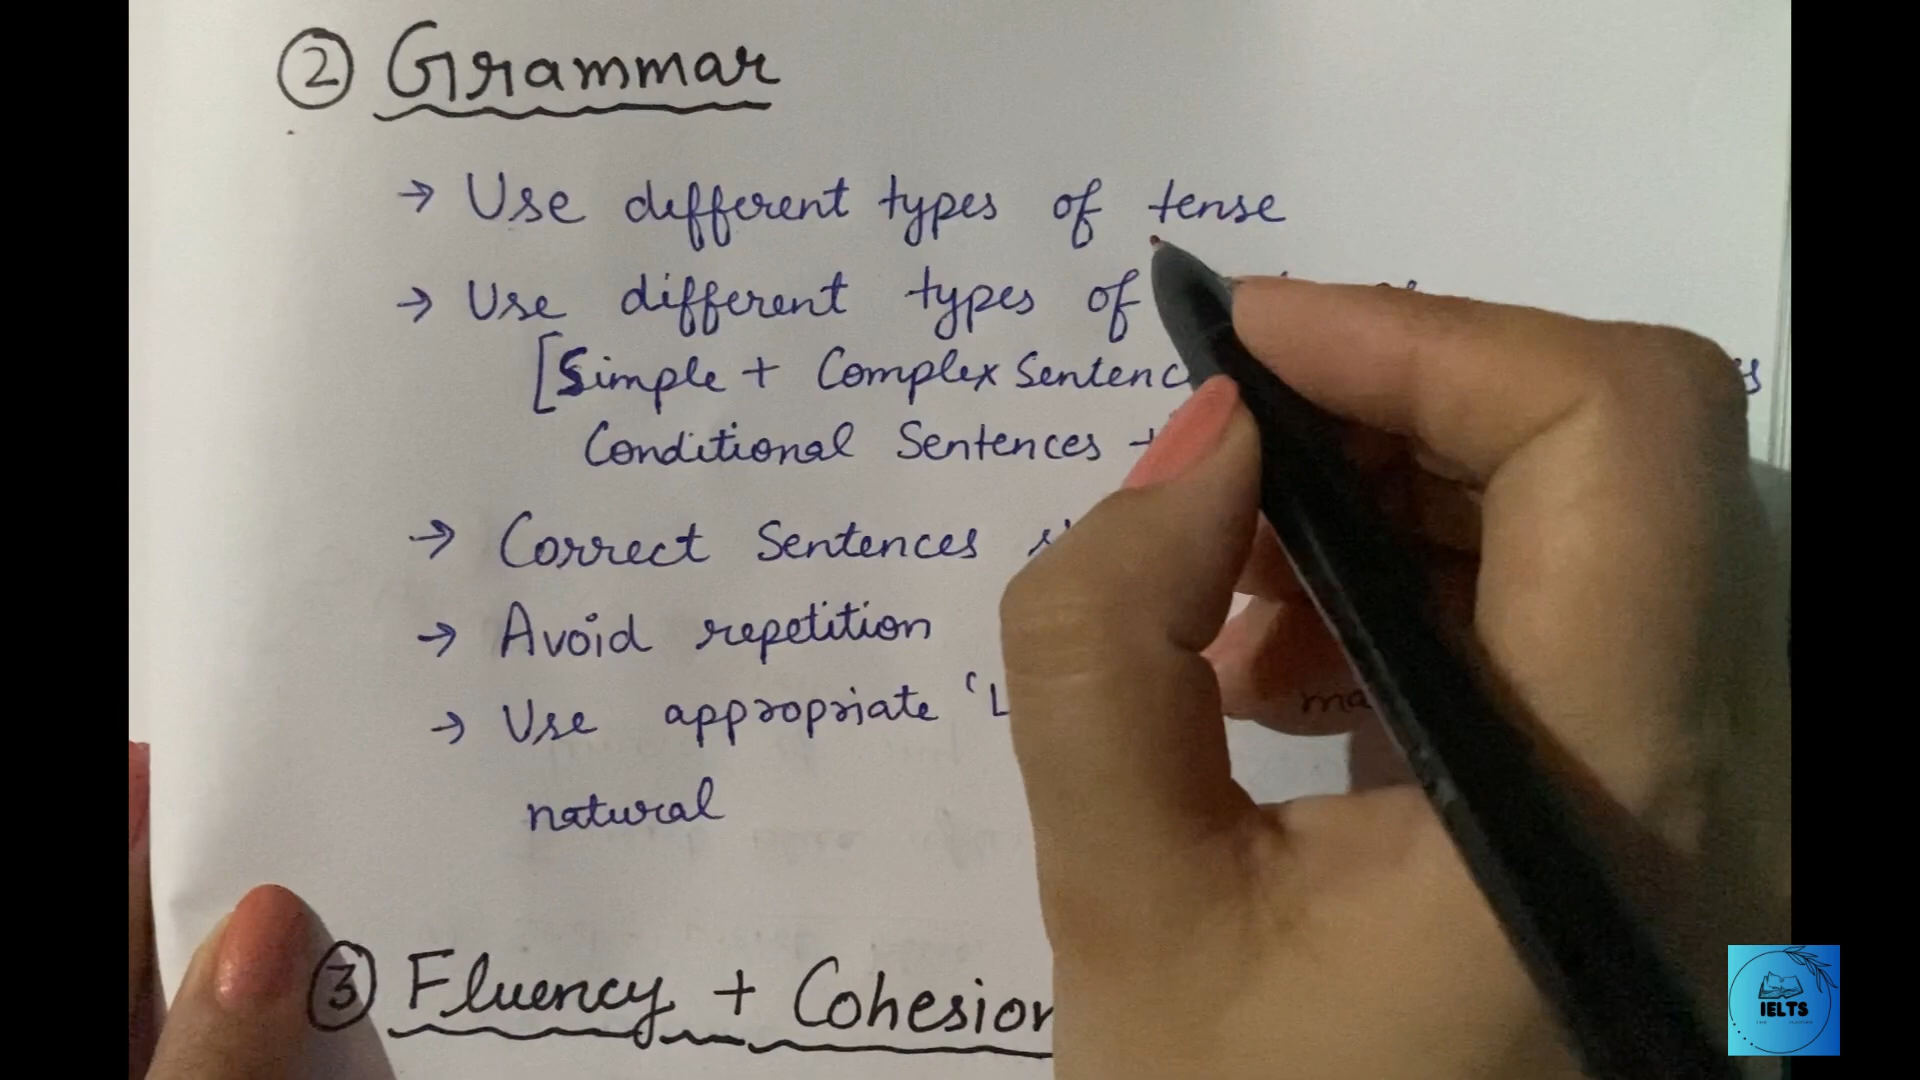 ② Grammar
→ Use different types of tense
→ Use different types of
[Simple + Complex Sentenc
Conditional Sentences +
→ Correct Sentences
→ Avoid repetition
→ Use appropriate 'L
natural
③ Fluency + Cohesion
IELTS